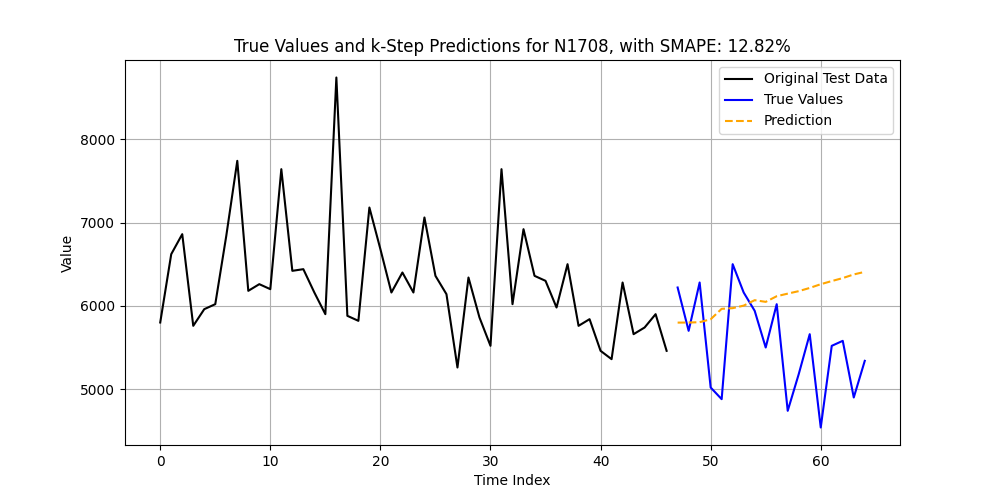 True Values and k-Step Predictions for N1708, with SMAPE: 12.82%
Original Test Data
True Values
Prediction
Value
8000
7000
6000
5000
0 10 20 30 40 50 60
Time Index